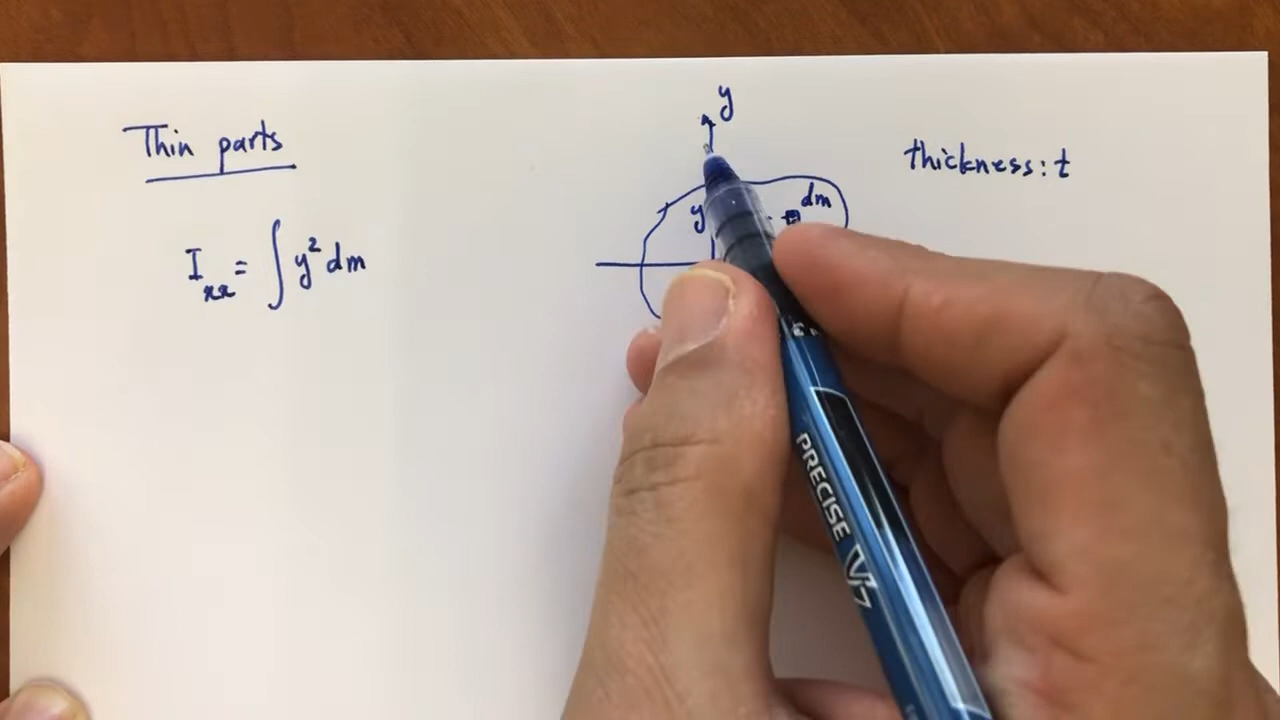 y
Thin parts
thickness: t
dm
y
I_xx = ∫ y² dm
PRECISE V7